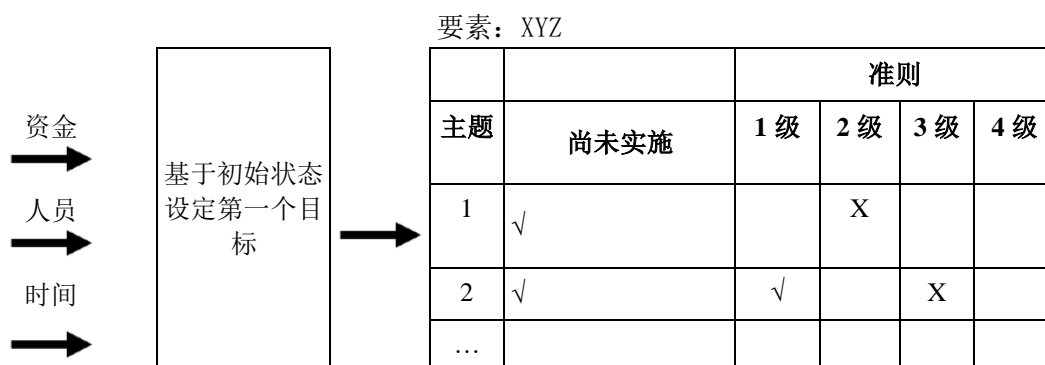 要素：XYZ
准则
主题 尚未实施 1 级 2 级 3 级 4 级
资金
人员
时间
基于初始状态
设定第一个目
标
1 √ X
2 √ √ X
…